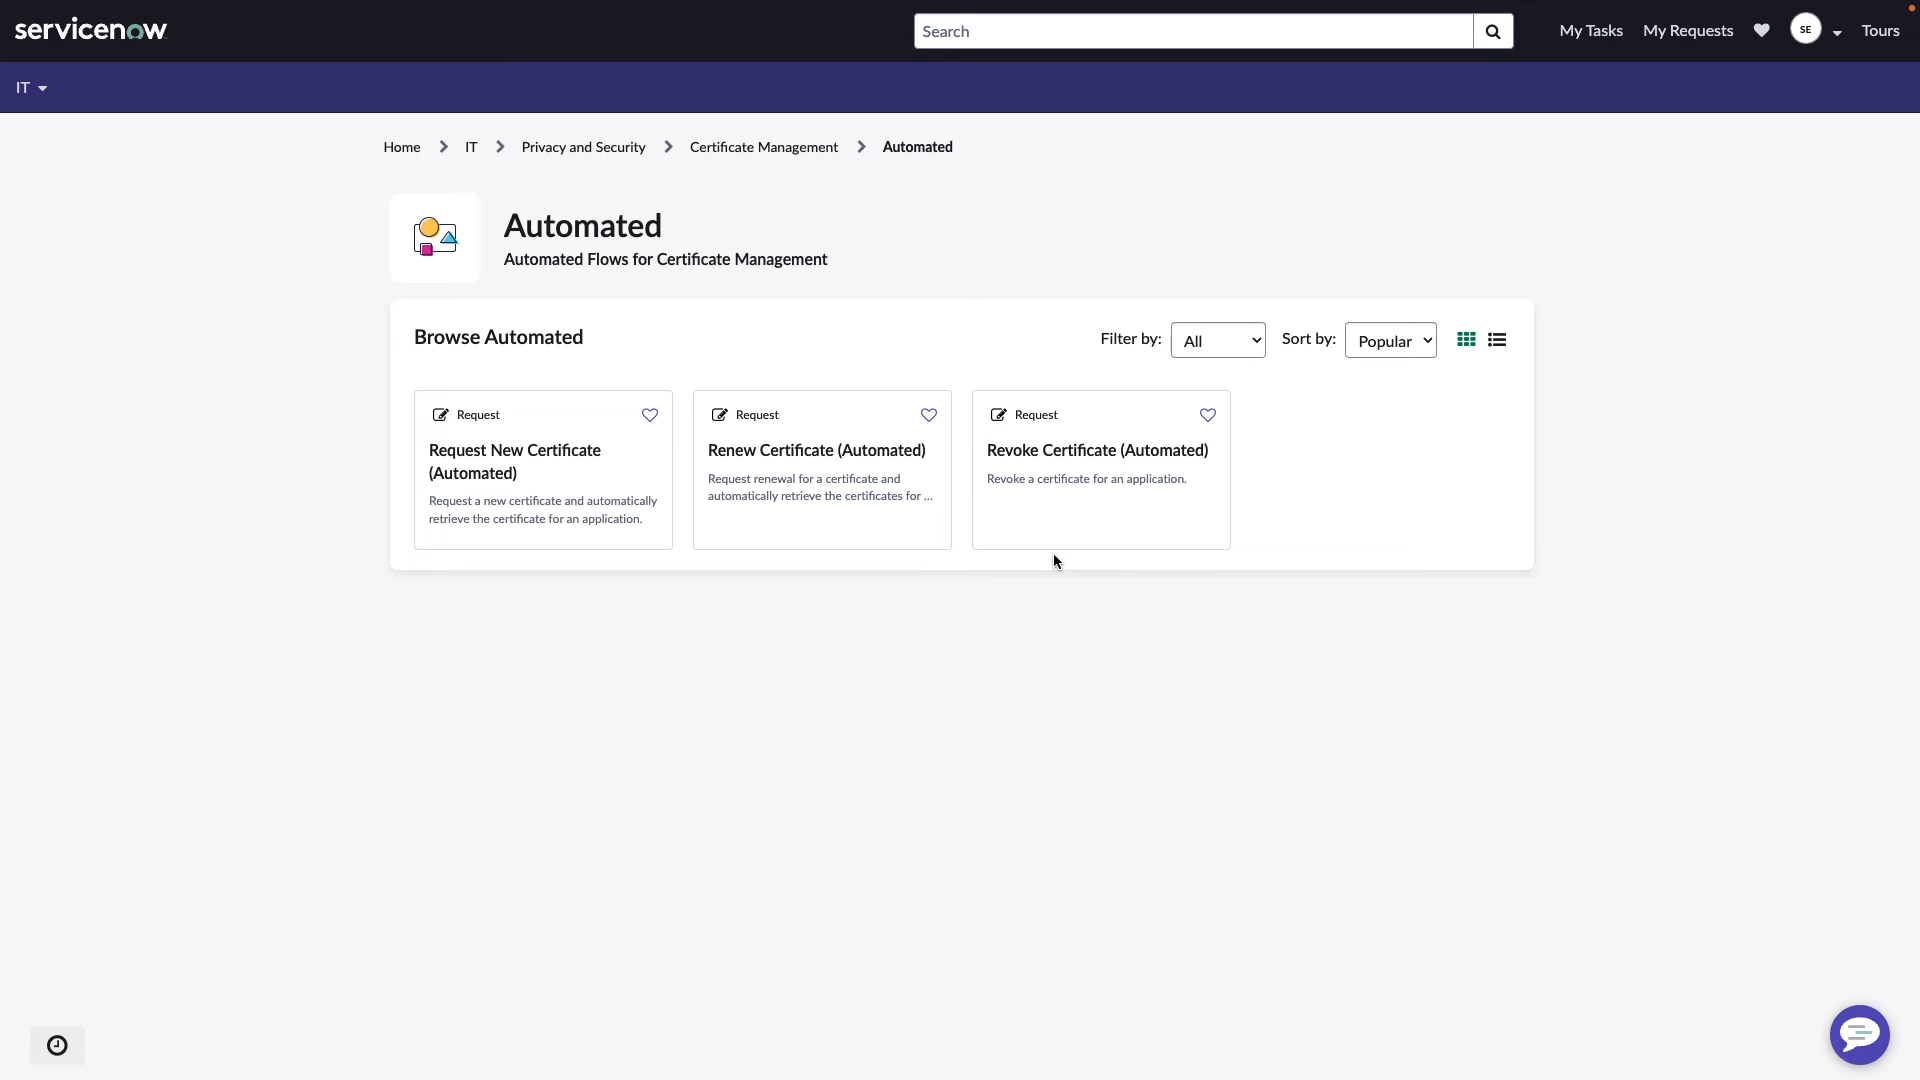 servicenow
Search
My Tasks
My Requests
SE
Tours
IT
Home
IT
Privacy and Security
Certificate Management
Automated
Automated
Automated Flows for Certificate Management
Browse Automated
Filter by:
All
Sort by:
Popular
Request
Request New Certificate
(Automated)
Request a new certificate and automatically
retrieve the certificate for an application.
Request
Renew Certificate (Automated)
Request renewal for a certificate and
automatically retrieve the certificates for ...
Request
Revoke Certificate (Automated)
Revoke a certificate for an application.